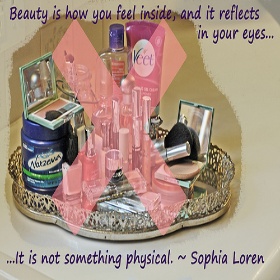 Beauty is how you feel inside, and it reflects
in your eyes...
Veet
Noxzema
...It is not something physical. ~ Sophia Loren